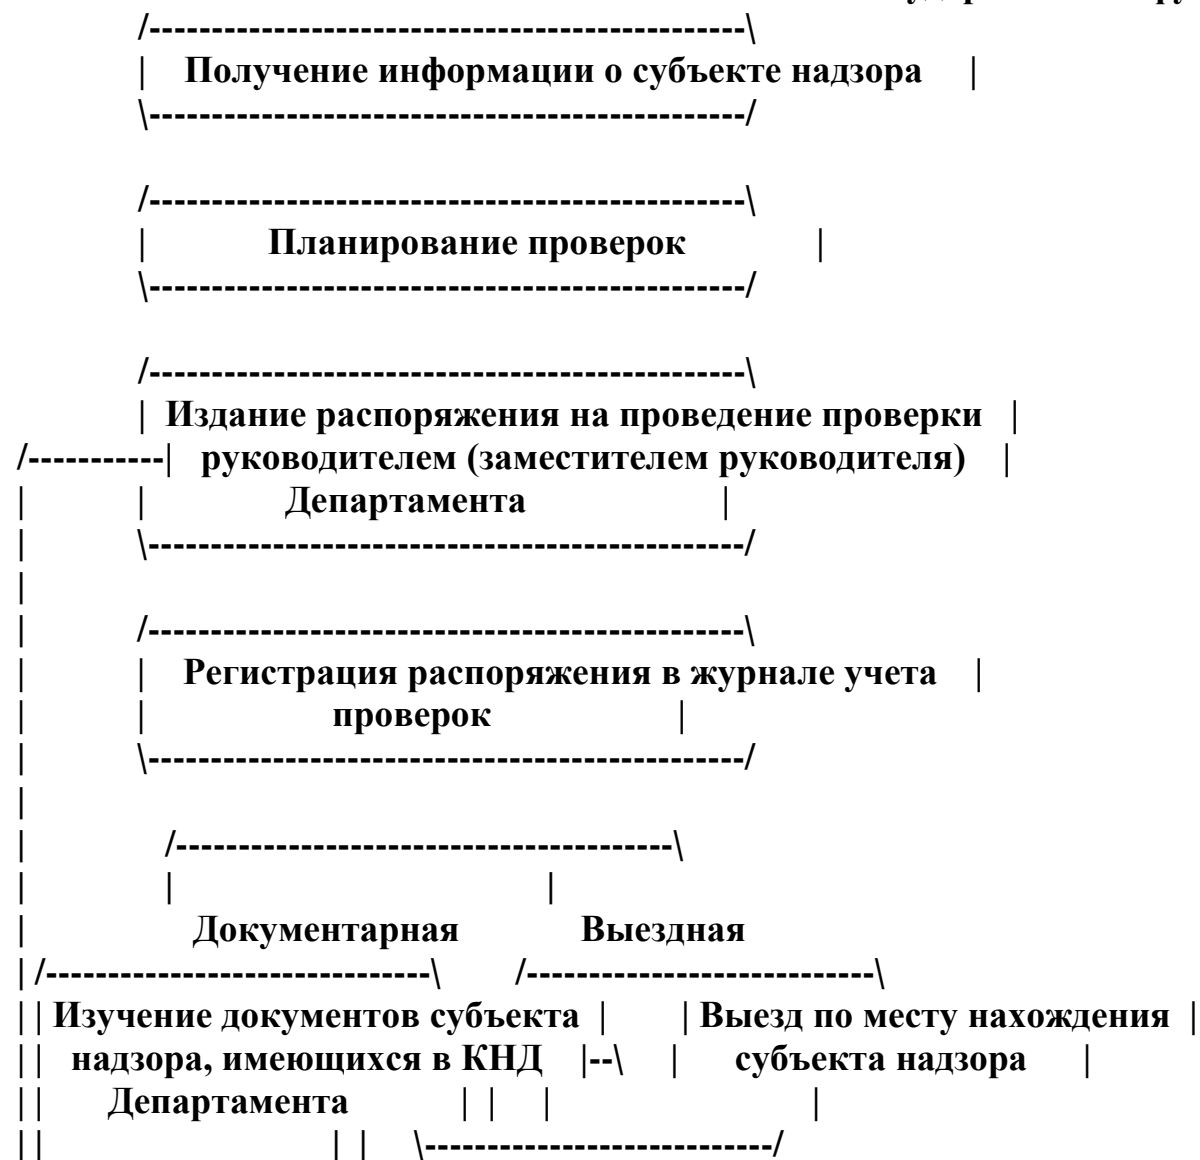 /------------------------------------------------\
| Получение информации о субъекте надзора |
\------------------------------------------------/
/------------------------------------------------\
| Планирование проверок |
\------------------------------------------------/
/------------------------------------------------\
| Издание распоряжения на проведение проверки |
/-----------| руководителем (заместителем руководителя) |
| | Департамента |
| \------------------------------------------------/
|
| /------------------------------------------------\
| | Регистрация распоряжения в журнале учета |
| | проверок |
| \------------------------------------------------/
|
| /----------------------------------------\
| | |
| Документарная Выездная
| /-------------------------------\ /----------------------------\
| | Изучение документов субъекта | | Выезд по месту нахождения |
| | надзора, имеющихся в КНД |--\ | субъекта надзора |
| | Департамента | | | |
| | | | \----------------------------/